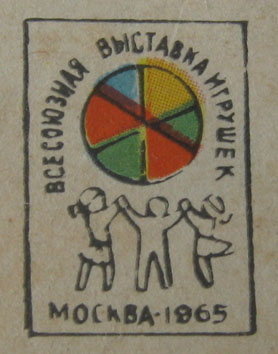 ВСЕСОЮЗНАЯ ВЫСТАВКА ИГРУШЕК
МОСКВА-1965